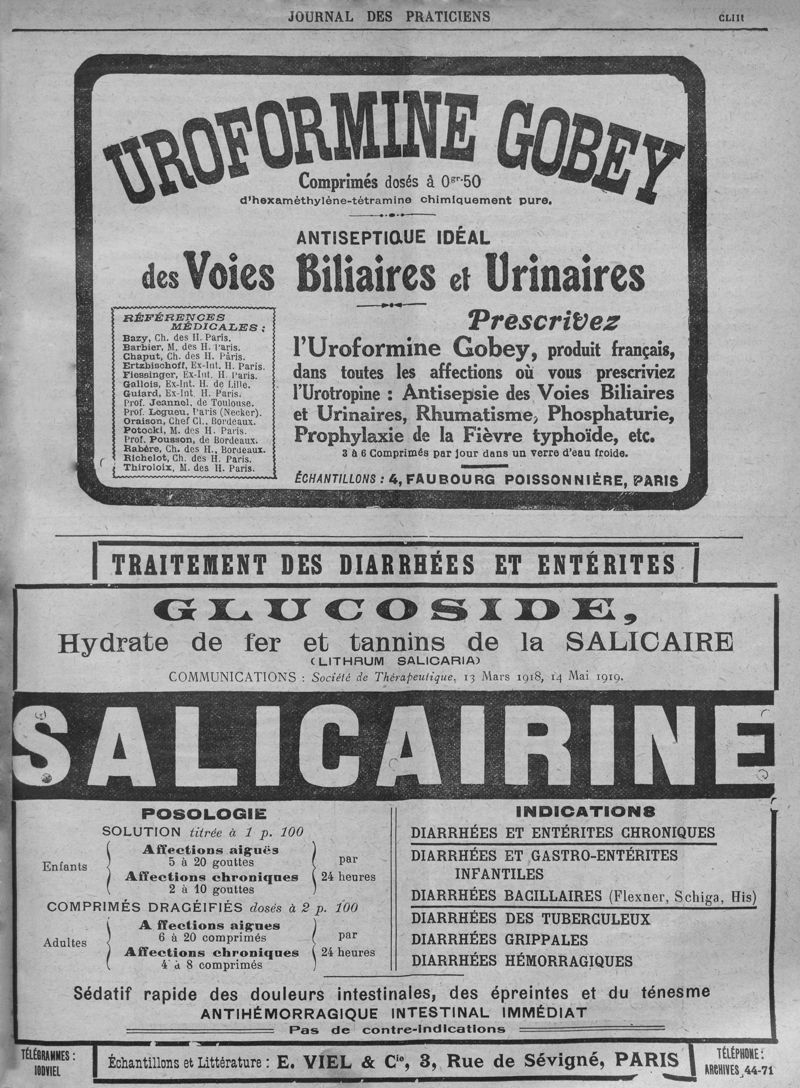 JOURNAL DES PRATICIENS
CLIII
UROFORMINE GOBEY
Comprimés dosés à 0gr.50
d'hexaméthylène-tétramine chimiquement pure.
ANTISEPTIQUE IDÉAL
des Voies Biliaires et Urinaires
RÉFÉRENCES
MÉDICALES :
Bazy, Ch. des H. Paris.
Barbier, M. des H. Paris.
Chaput, Ch. des H. Paris.
Ertzbischoff, Ex-Int. H. Paris.
Fiessinger, Ex-Int. H. Paris.
Gallois, Ex-Int. H. de Lille.
Guiard, Ex-Int. H. Paris.
Prof. Jeannel, de Toulouse.
Prof. Legueu, Paris (Necker).
Oraison, Chef Cl., Bordeaux.
Potocki, M. des H. Paris.
Prof. Pousson, de Bordeaux.
Rabère, Ch. des H., Bordeaux.
Richelot, Ch. des H. Paris.
Thiroloix, M. des H. Paris.
Prescrivez
l'Uroformine Gobey, produit français,
dans toutes les affections où vous prescriviez
l'Urotropine : Antisepsie des Voies Biliaires
et Urinaires, Rhumatisme, Phosphaturie,
Prophylaxie de la Fièvre typhoïde, etc.
3 à 6 Comprimés par jour dans un verre d'eau froide.
ÉCHANTILLONS : 4, FAUBOURG POISSONNIÈRE, PARIS
TRAITEMENT DES DIARRHÉES ET ENTÉRITES
GLUCOSIDE,
Hydrate de fer et tannins de la SALICAIRE
(LITHRUM SALICARIA)
COMMUNICATIONS : Société de Thérapeutique, 13 Mars 1918, 14 Mai 1919.
SALICAIRINE
POSOLOGIE
SOLUTION titrée à 1 p. 100
Enfants
Affections aiguës
5 à 20 gouttes
Affections chroniques
2 à 10 gouttes
par
24 heures
COMPRIMÉS DRAGÉIFIÉS dosés à 2 p. 100
Adultes
Affections aigues
6 à 20 comprimés
Affections chroniques
4 à 8 comprimés
par
24 heures
INDICATIONS
DIARRHÉES ET ENTÉRITES CHRONIQUES
DIARRHÉES ET GASTRO-ENTÉRITES
INFANTILES
DIARRHÉES BACILLAIRES (Flexner, Schiga, His)
DIARRHÉES DES TUBERCULEUX
DIARRHÉES GRIPPALES
DIARRHÉES HÉMORRAGIQUES
Sédatif rapide des douleurs intestinales, des épreintes et du ténesme
ANTIHÉMORRAGIQUE INTESTINAL IMMÉDIAT
Pas de contre-indications
TÉLÉGRAMMES :
IODVIEL
Échantillons et Littérature : E. VIEL & Cie, 3, Rue de Sévigné, PARIS
TÉLÉPHONE :
ARCHIVES, 44-71